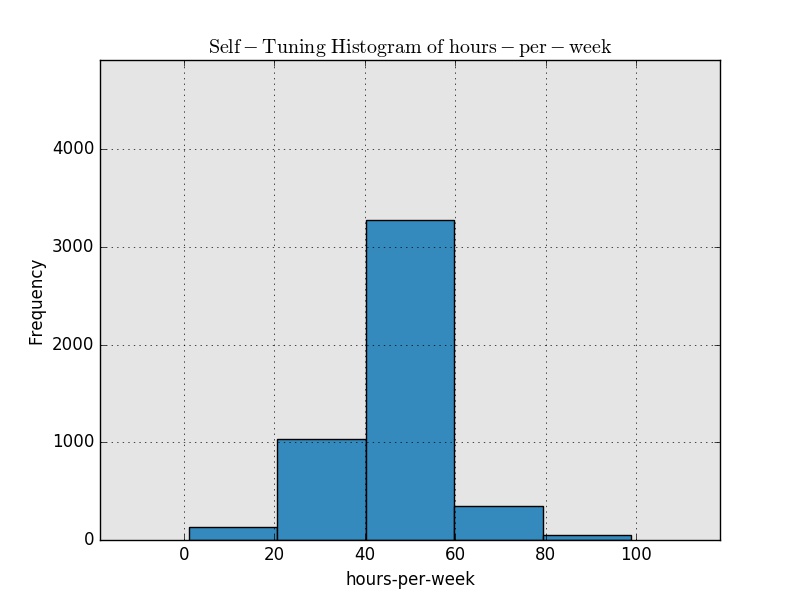 Self – Tuning Histogram of hours – per – week
4000
3000
2000
1000
0
Frequency
0 20 40 60 80 100
hours-per-week